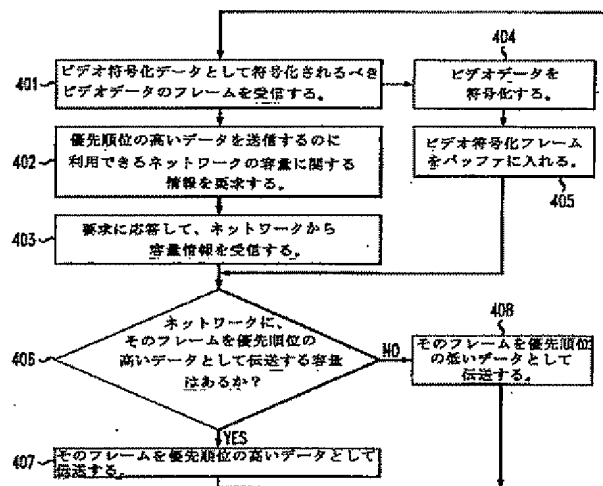 404
401
ビデオ符号化データとして符号化されるべき
ビデオデータのフレームを受信する。
ビデオデータを
符号化する。
402
優先順位の高いデータを送信するのに
利用できるネットワークの容量に関する
情報を要求する。
ビデオ符号化フレーム
をバッファに入れる。
405
403
要求に応答して、ネットワークから
容量情報を受信する。
406
ネットワークに、
そのフレームを優先順位の
高いデータとして伝送する容量
はあるか?
NO
408
そのフレームを優先順位
の低いデータとして
伝送する。
YES
407
そのフレームを優先順位の高いデータとして
伝送する。